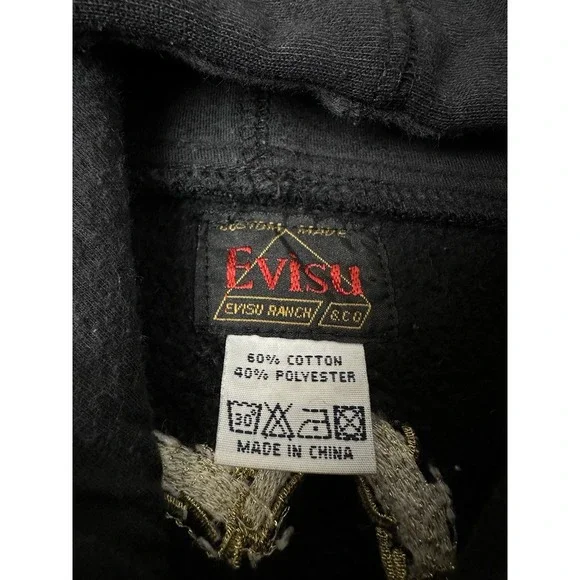 CUSTOM MADE
Evisu
EVISU RANCH &CO
60% COTTON
40% POLYESTER
30°
MADE IN CHINA